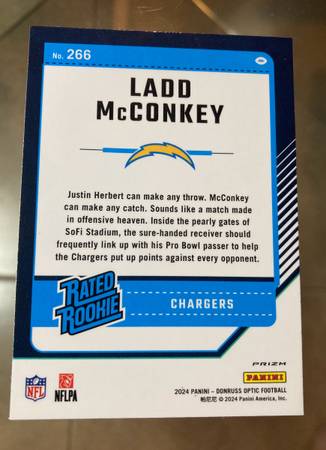 No. 266
LADD
McCONKEY
Justin Herbert can make any throw. McConkey
can make any catch. Sounds like a match made
in offensive heaven. Inside the pearly gates of
SoFi Stadium, the sure-handed receiver should
frequently link up with his Pro Bowl passer to help
the Chargers put up points against every opponent.
RATED
ROOKIE
CHARGERS
PRIZM
PANINI
NFL
NFLPA
2024 PANINI – DONRUSS OPTIC FOOTBALL
帕尼尼 © 2024 Panini America, Inc.